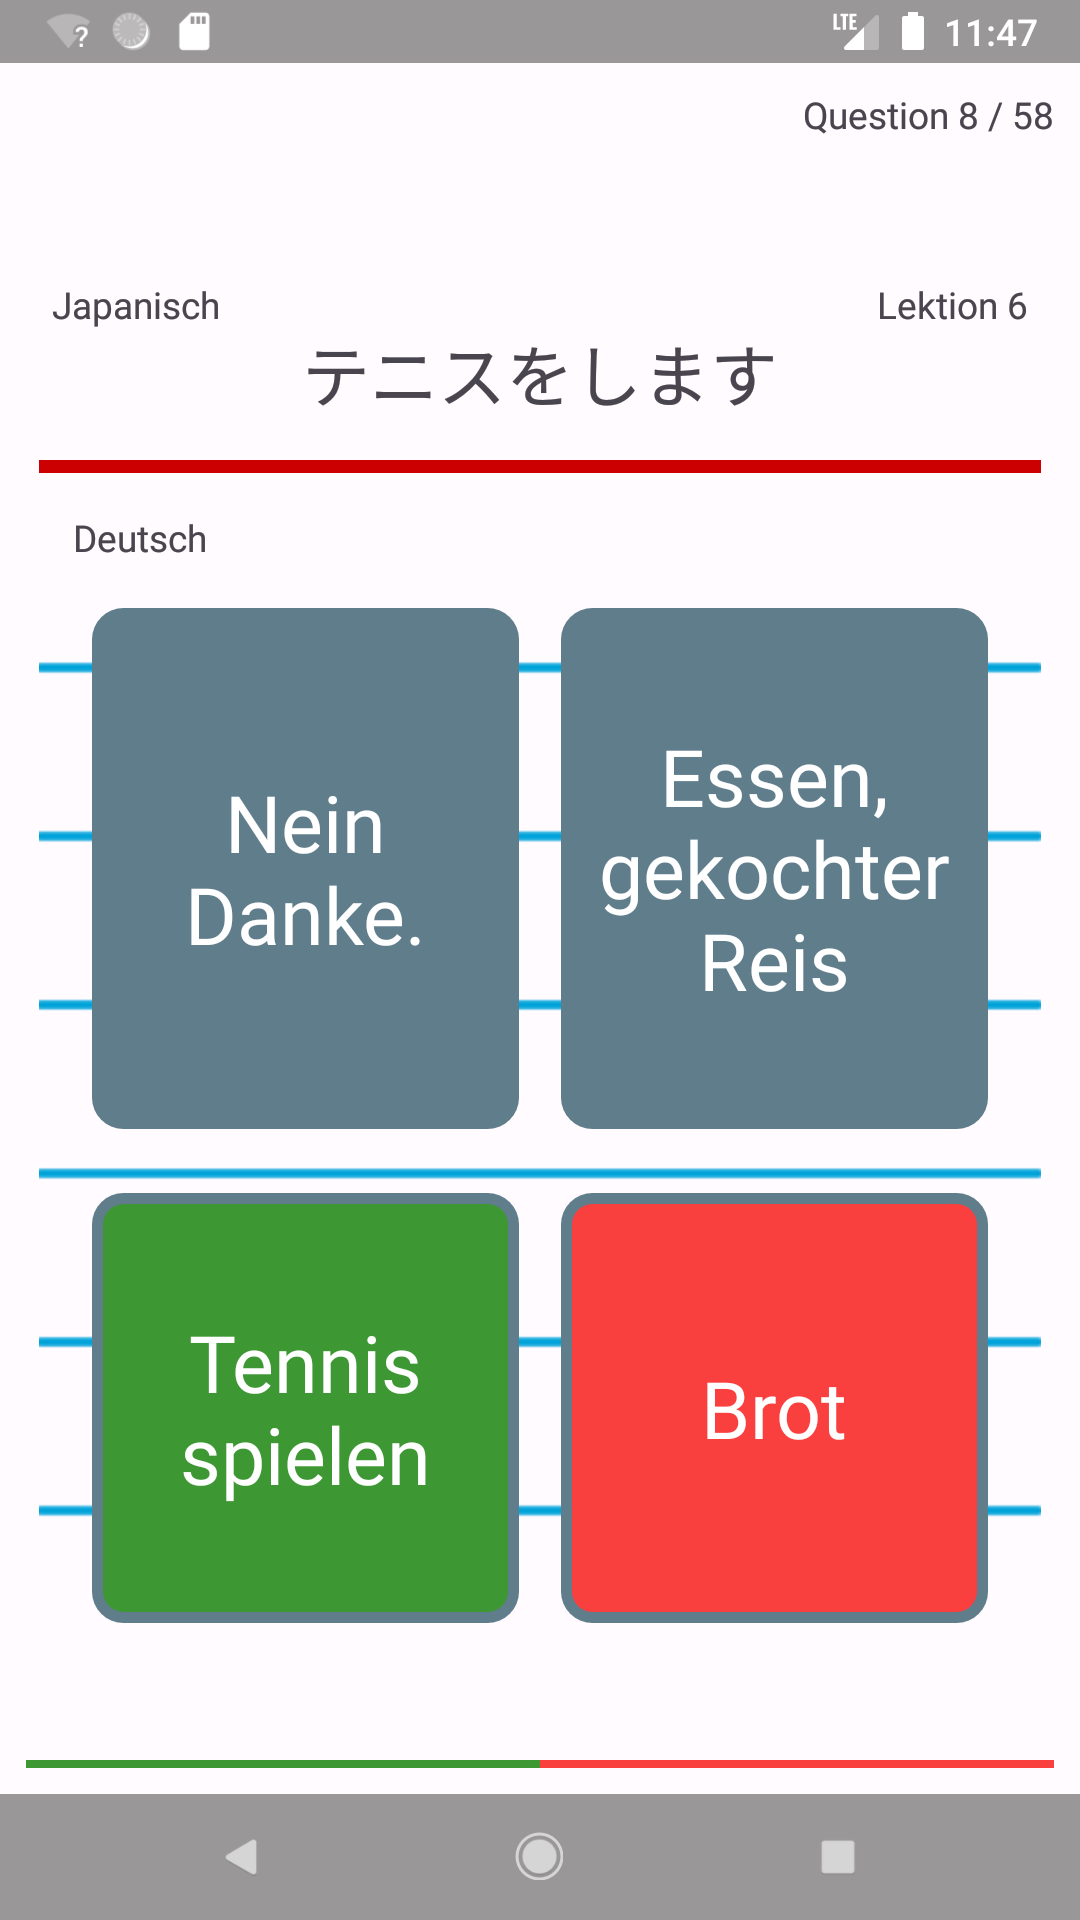 LTE 11:47
Question 8 / 58
Japanisch Lektion 6
テニスをします
Deutsch
Nein
Danke.
Essen,
gekochter
Reis
Tennis
spielen
Brot